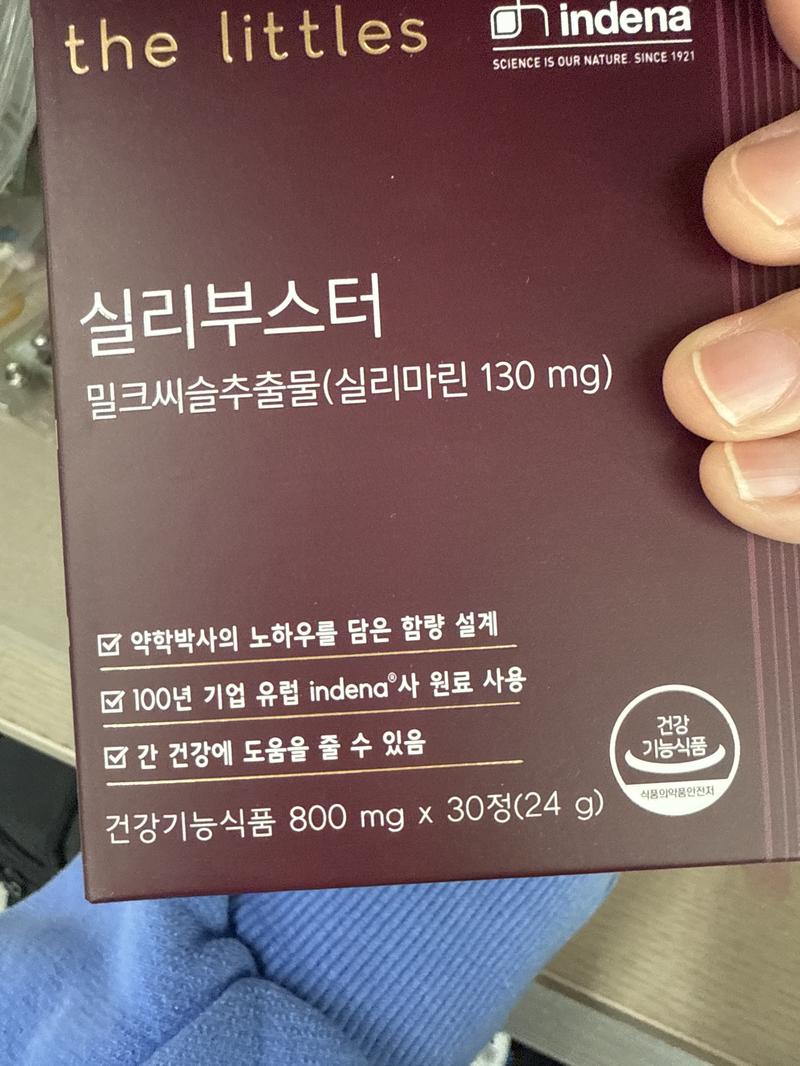 the littles
indena
SCIENCE IS OUR NATURE. SINCE 1921
실리부스터
밀크씨슬추출물(실리마린 130 mg)
약학박사의 노하우를 담은 함량 설계
100년 기업 유럽 indena®사 원료 사용
간 건강에 도움을 줄 수 있음
건강
기능식품
식품의약품안전처
건강기능식품 800 mg x 30정(24 g)